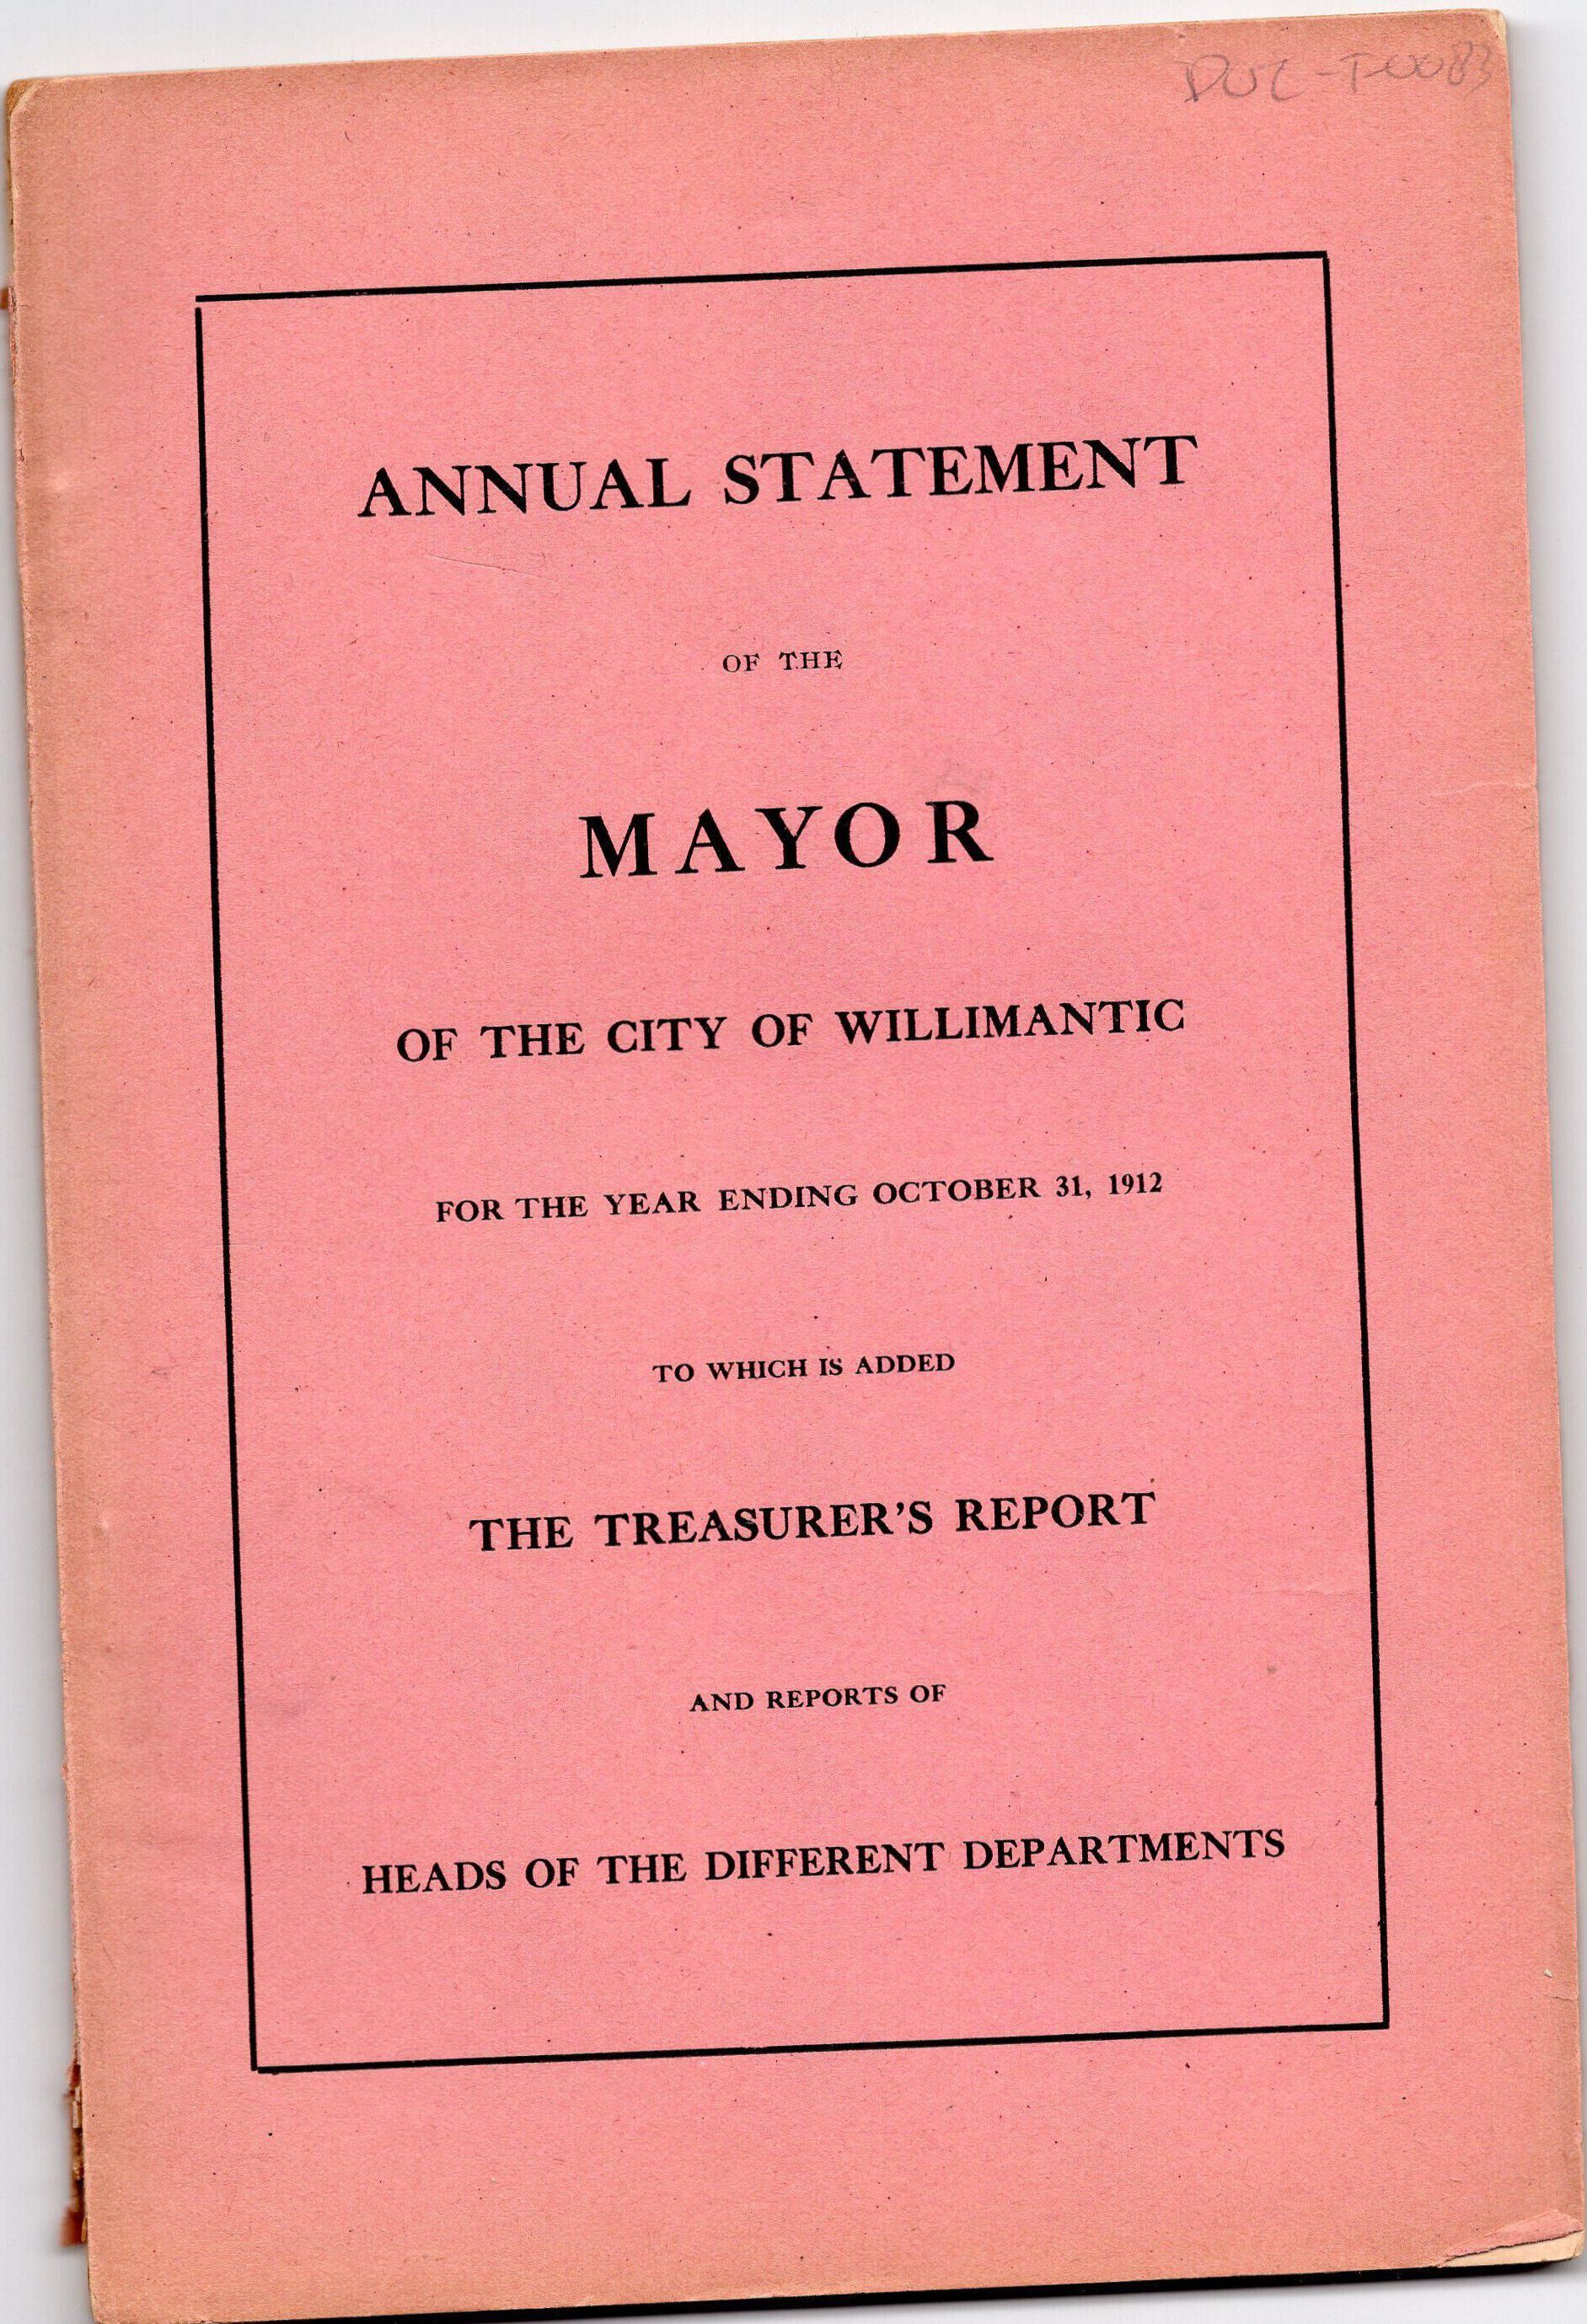 DOC-T0083
ANNUAL STATEMENT
OF THE
MAYOR
OF THE CITY OF WILLIMANTIC
FOR THE YEAR ENDING OCTOBER 31, 1912
TO WHICH IS ADDED
THE TREASURER'S REPORT
AND REPORTS OF
HEADS OF THE DIFFERENT DEPARTMENTS